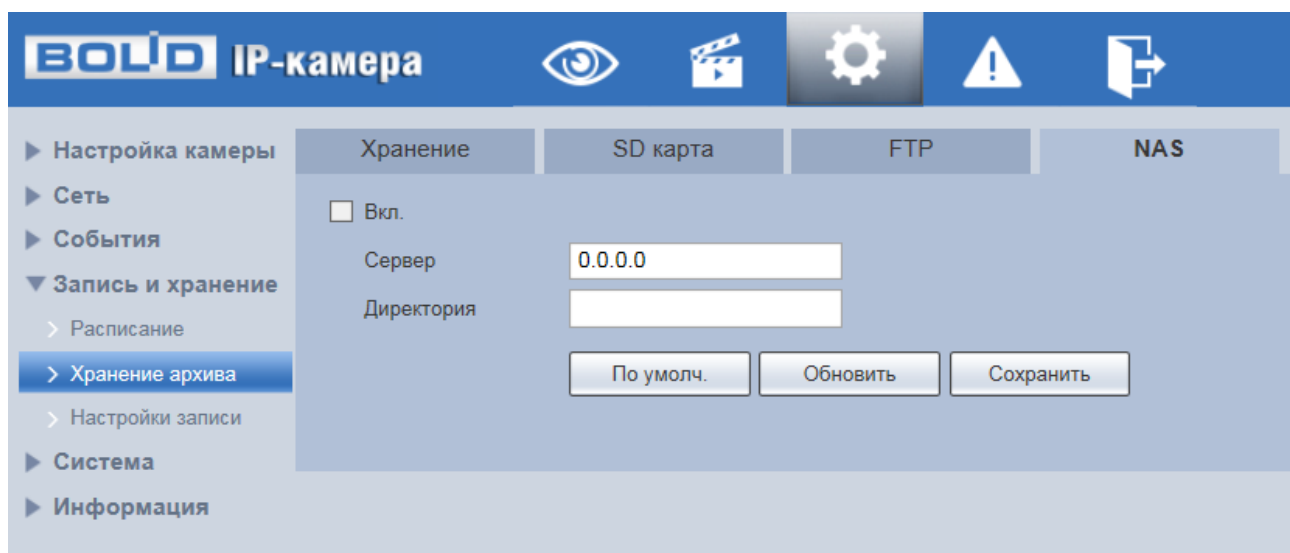 BOLID IP-камера
Настройка камеры
Сеть
События
Запись и хранение
Расписание
Хранение архива
Настройки записи
Система
Информация
Хранение SD карта FTP NAS
Вкл.
Сервер 0.0.0.0
Директория
По умолч. Обновить Сохранить